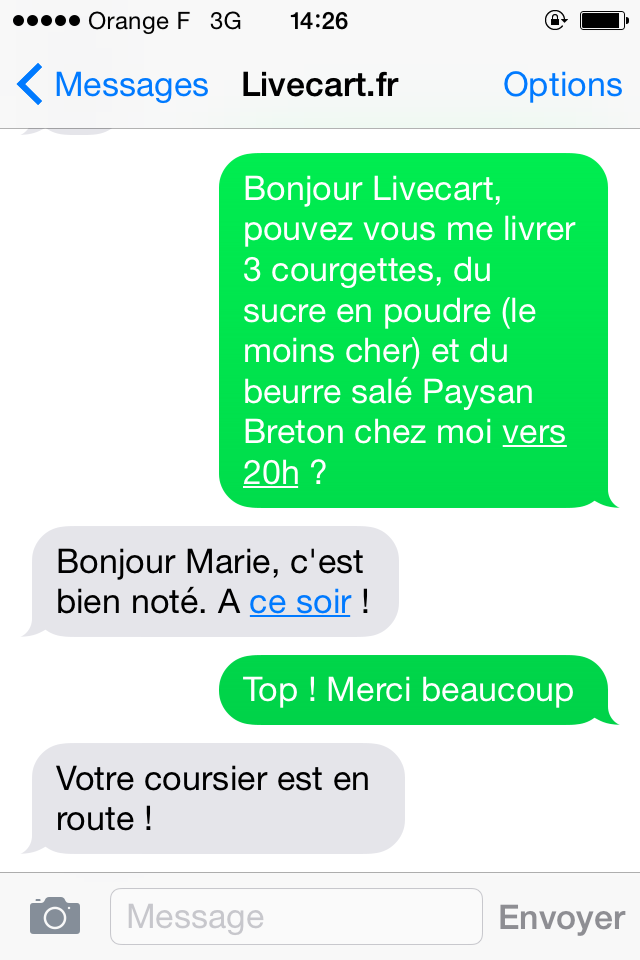 Orange F 3G 14:26
Messages Livecart.fr Options
Bonjour Livecart,
pouvez vous me livrer
3 courgettes, du
sucre en poudre (le
moins cher) et du
beurre salé Paysan
Breton chez moi vers
20h ?
Bonjour Marie, c'est
bien noté. A ce soir !
Top ! Merci beaucoup
Votre coursier est en
route !
Message Envoyer